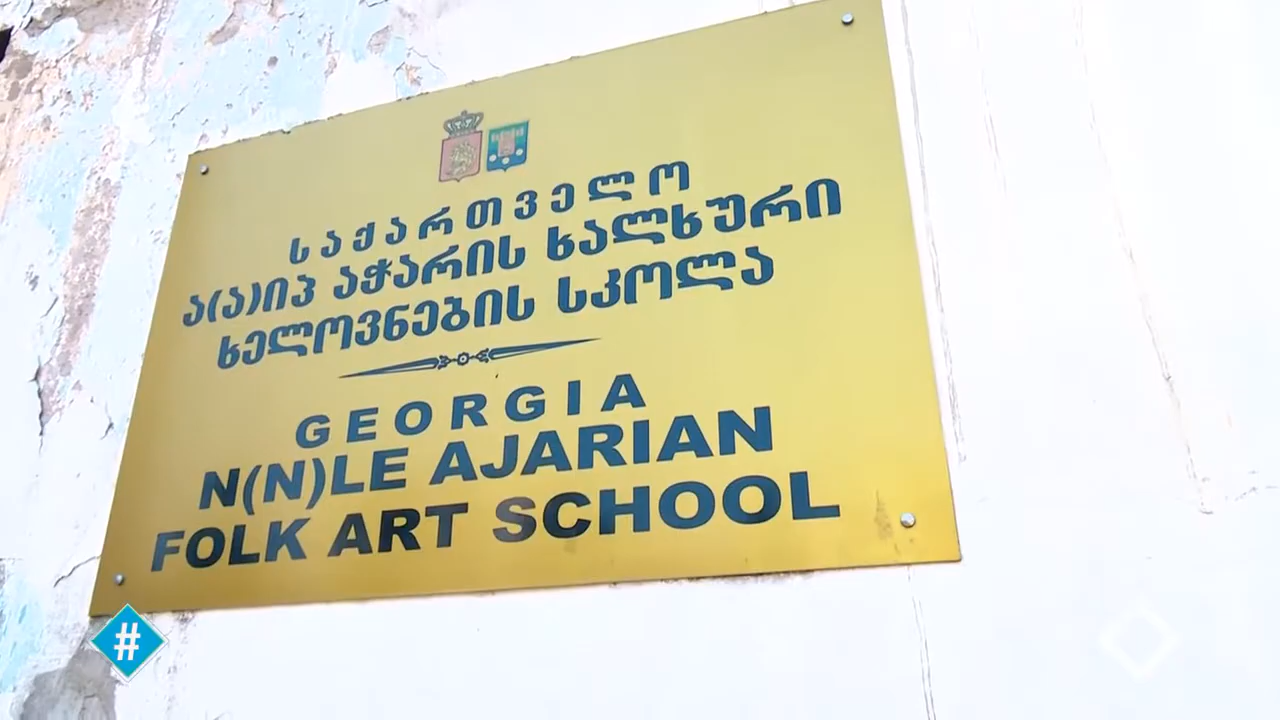 საქართველო
ა(ა)იპ აჭარის ხალხური
ხელოვნების სკოლა
GEORGIA
N(N)LE AJARIAN
FOLK ART SCHOOL
#